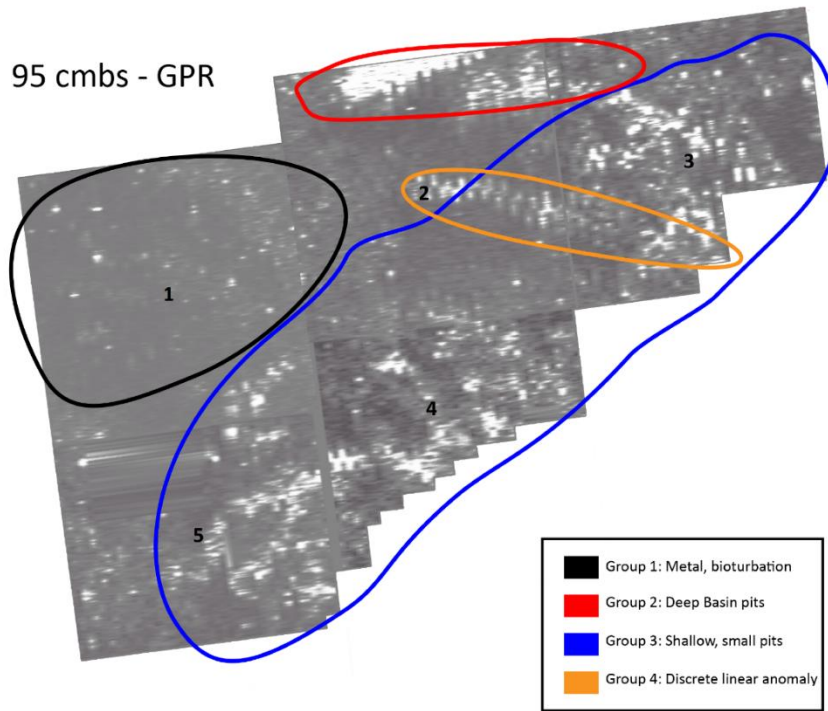 95 cmbs - GPR
1
2
3
4
5
Group 1: Metal, bioturbation
Group 2: Deep Basin pits
Group 3: Shallow, small pits
Group 4: Discrete linear anomaly